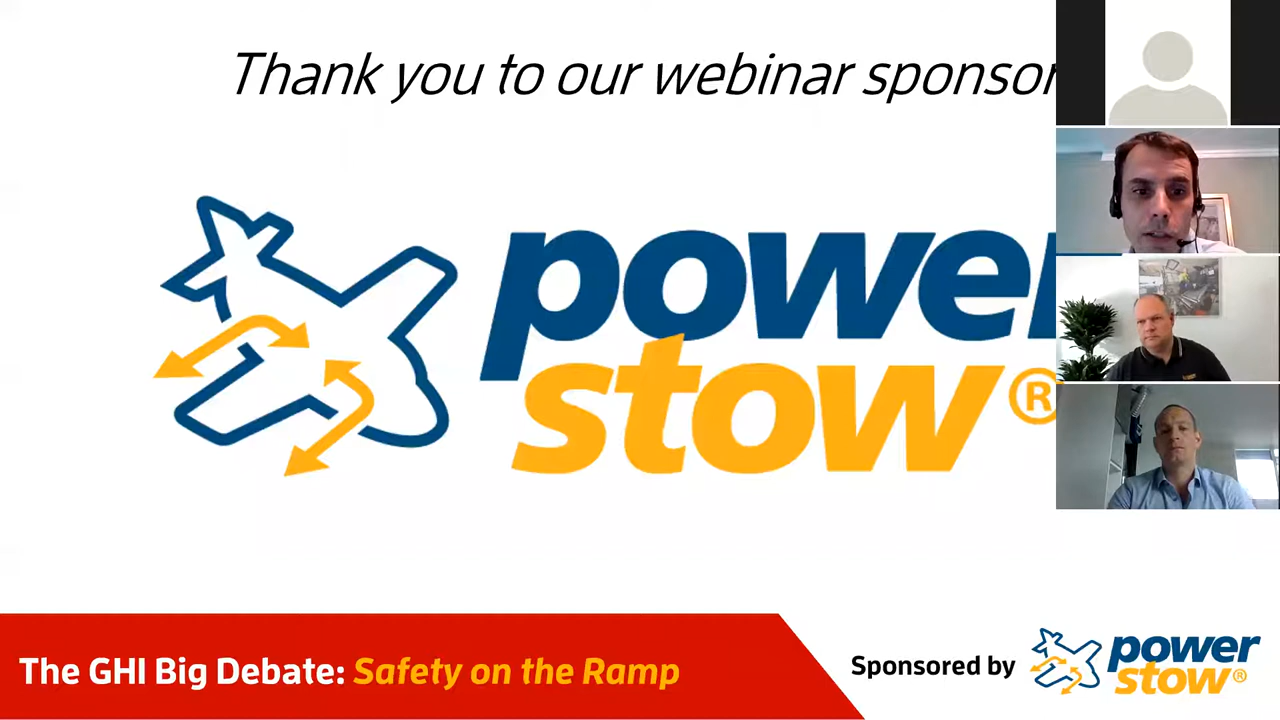 Thank you to our webinar sponsor
power
stow®
The GHI Big Debate: Safety on the Ramp
Sponsored by
power
stow®